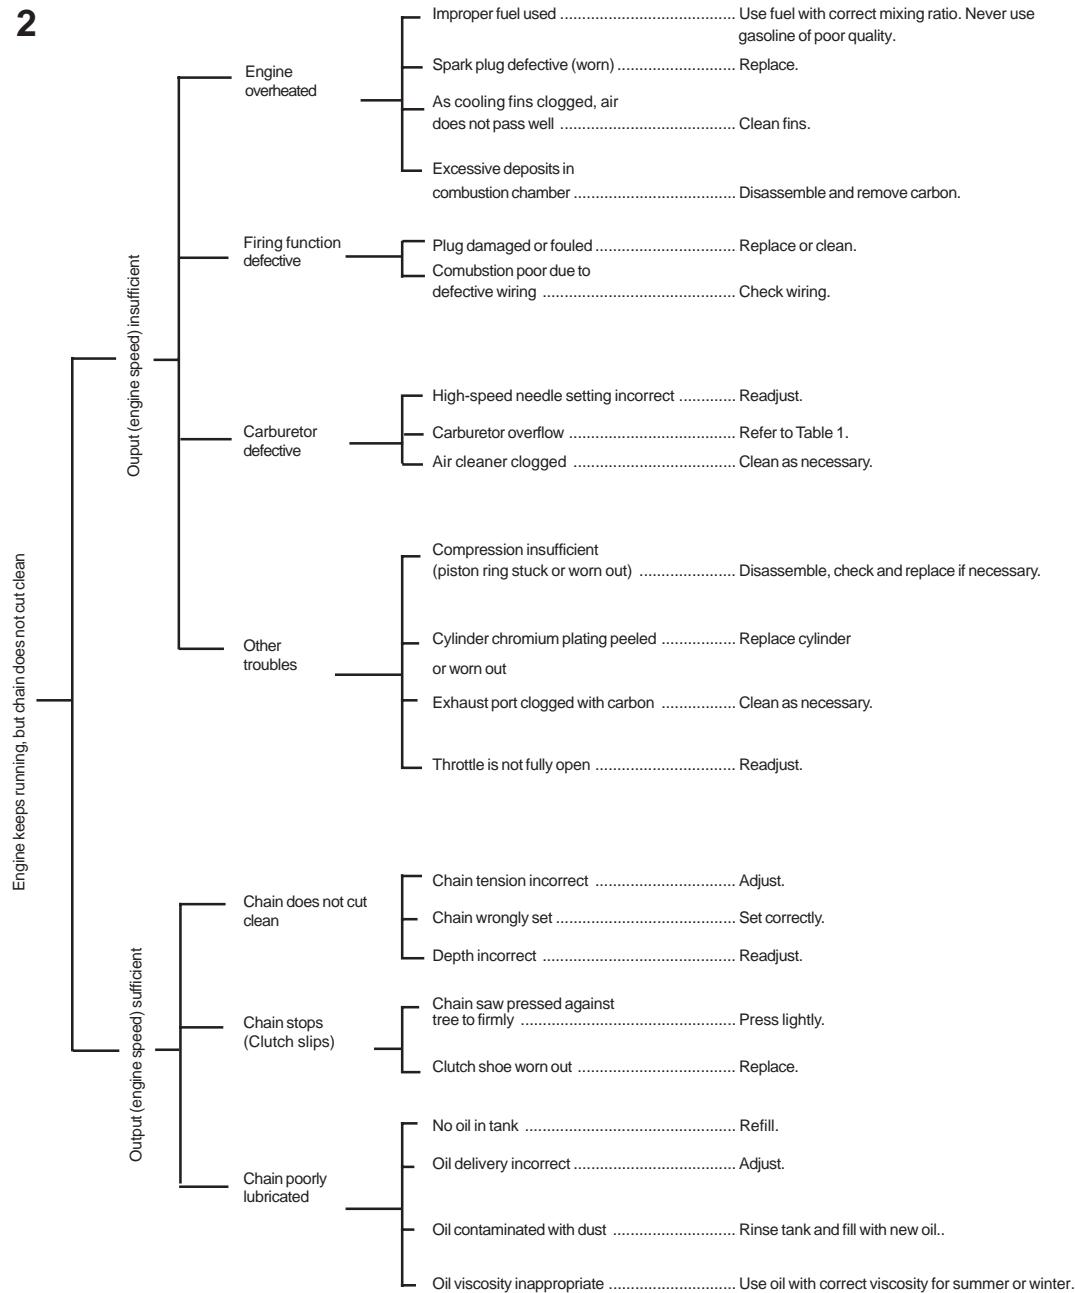 2
Engine keeps running, but chain does not cut clean
Ouput (engine speed) insufficient
Engine
overheated
Improper fuel used ........................................ Use fuel with correct mixing ratio. Never use
gasoline of poor quality.
Spark plug defective (worn) ........................... Replace.
As cooling fins clogged, air
does not pass well ........................................ Clean fins.
Excessive deposits in
combustion chamber ..................................... Disassemble and remove carbon.
Firing function
defective
Plug damaged or fouled ................................ Replace or clean.
Comubstion poor due to
defective wiring ............................................ Check wiring.
Carburetor
defective
High-speed needle setting incorrect ............. Readjust.
Carburetor overflow ...................................... Refer to Table 1.
Air cleaner clogged ..................................... Clean as necessary.
Other
troubles
Compression insufficient
(piston ring stuck or worn out) ...................... Disassemble, check and replace if necessary.
Cylinder chromium plating peeled ................. Replace cylinder
or worn out
Exhaust port clogged with carbon ................. Clean as necessary.
Throttle is not fully open ................................ Readjust.
Output (engine speed) sufficient
Chain does not cut
clean
Chain tension incorrect ................................ Adjust.
Chain wrongly set ......................................... Set correctly.
Depth incorrect ............................................ Readjust.
Chain stops
(Clutch slips)
Chain saw pressed against
tree to firmly ................................................. Press lightly.
Clutch shoe worn out .................................... Replace.
Chain poorly
lubricated
No oil in tank ................................................ Refill.
Oil delivery incorrect ..................................... Adjust.
Oil contaminated with dust ............................ Rinse tank and fill with new oil..
Oil viscosity inappropriate ............................. Use oil with correct viscosity for summer or winter.